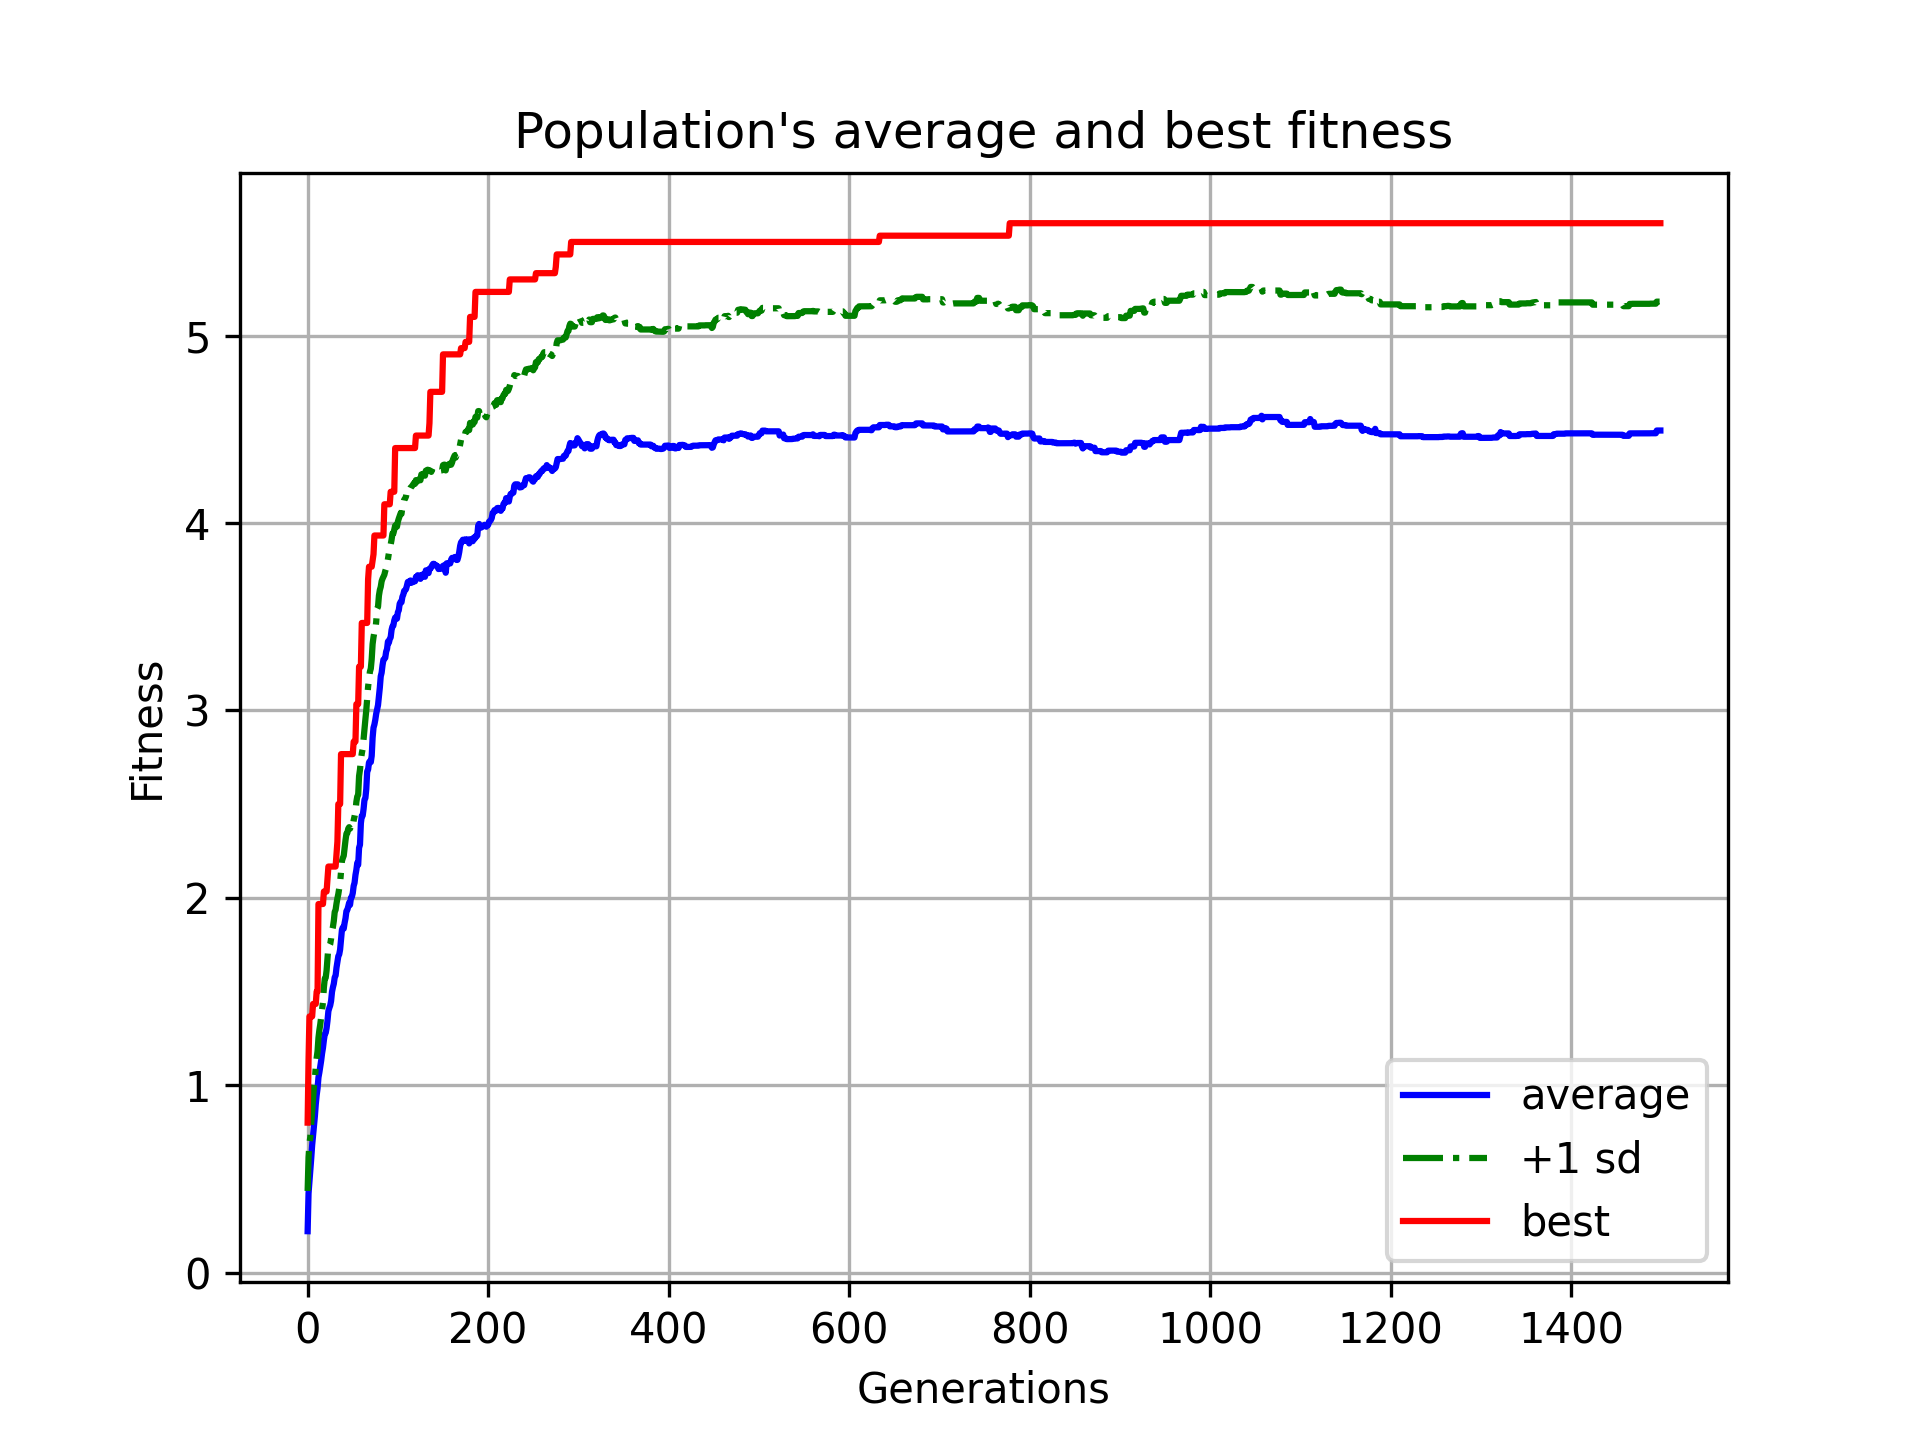 Population's average and best fitness
Fitness
5
4
3
2
1
0
0 200 400 600 800 1000 1200 1400
Generations
average
+1 sd
best